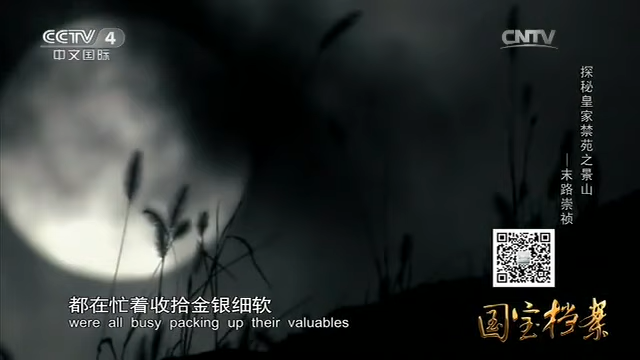 CCTV 4
中文国际
CNTV
探秘皇家禁苑之景山
——末路崇祯
都在忙着收拾金银细软
were all busy packing up their valuables
国宝档案